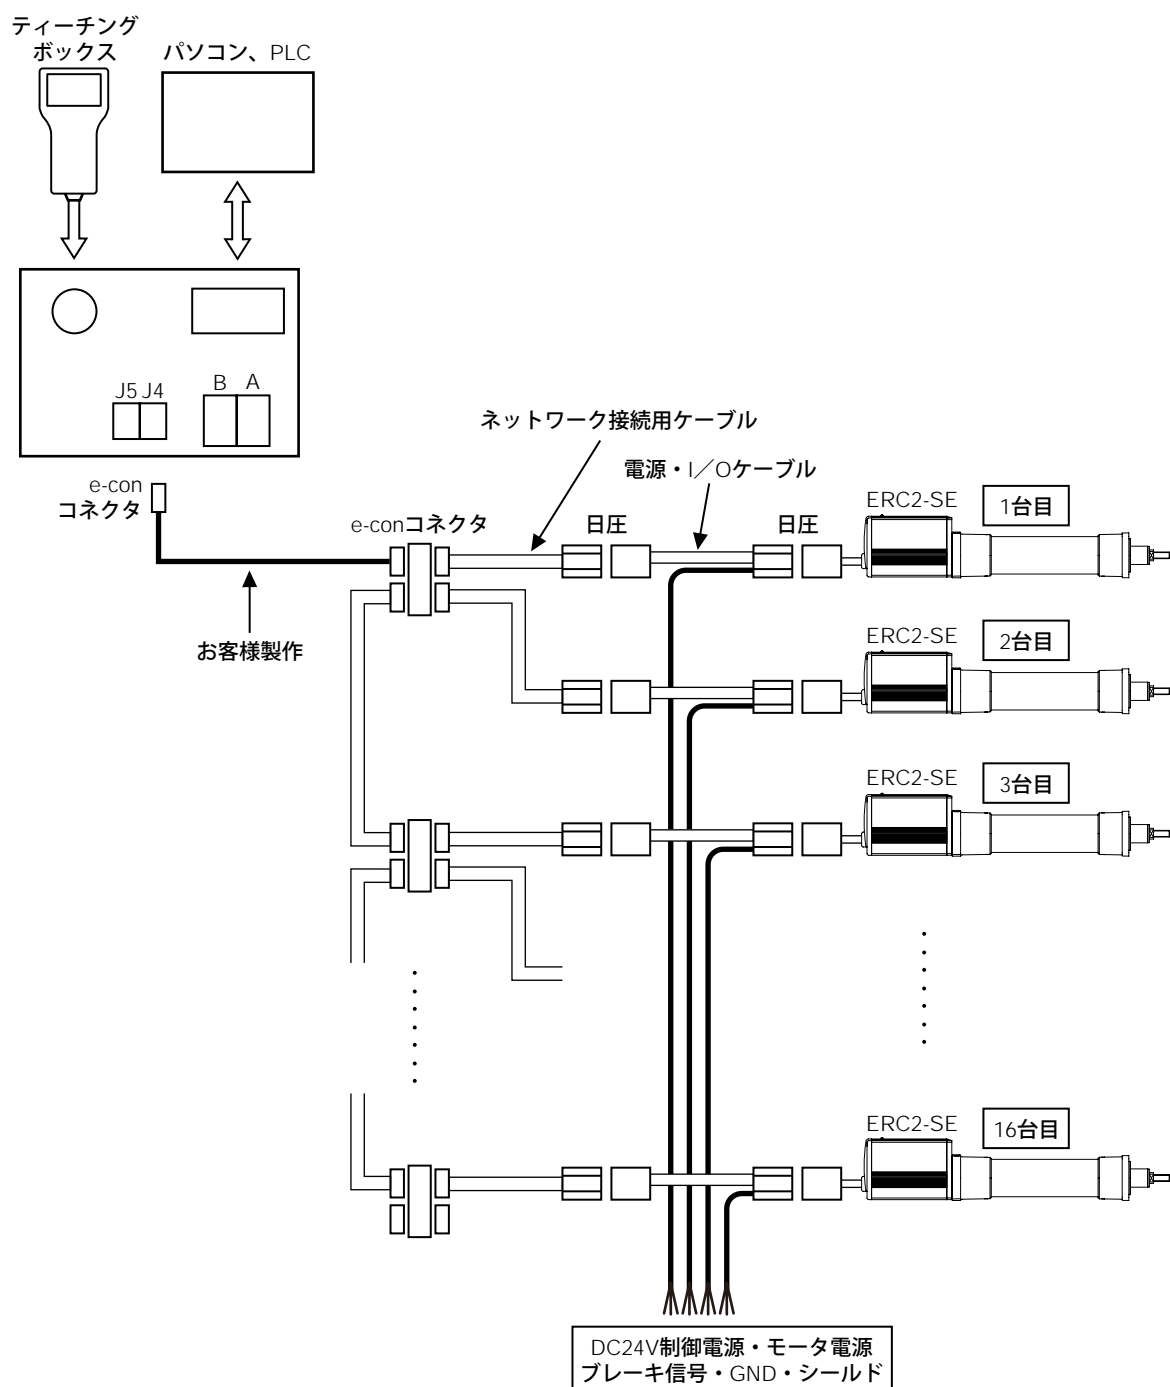 ティーチング
ボックス
パソコン、PLC
J5 J4
B A
e-con
コネクタ
お客様製作
ネットワーク接続用ケーブル
電源・I／Oケーブル
e-conコネクタ
日圧
日圧
ERC2-SE
1台目
ERC2-SE
2台目
ERC2-SE
3台目
ERC2-SE
16台目
DC24V制御電源・モータ電源
ブレーキ信号・GND・シールド